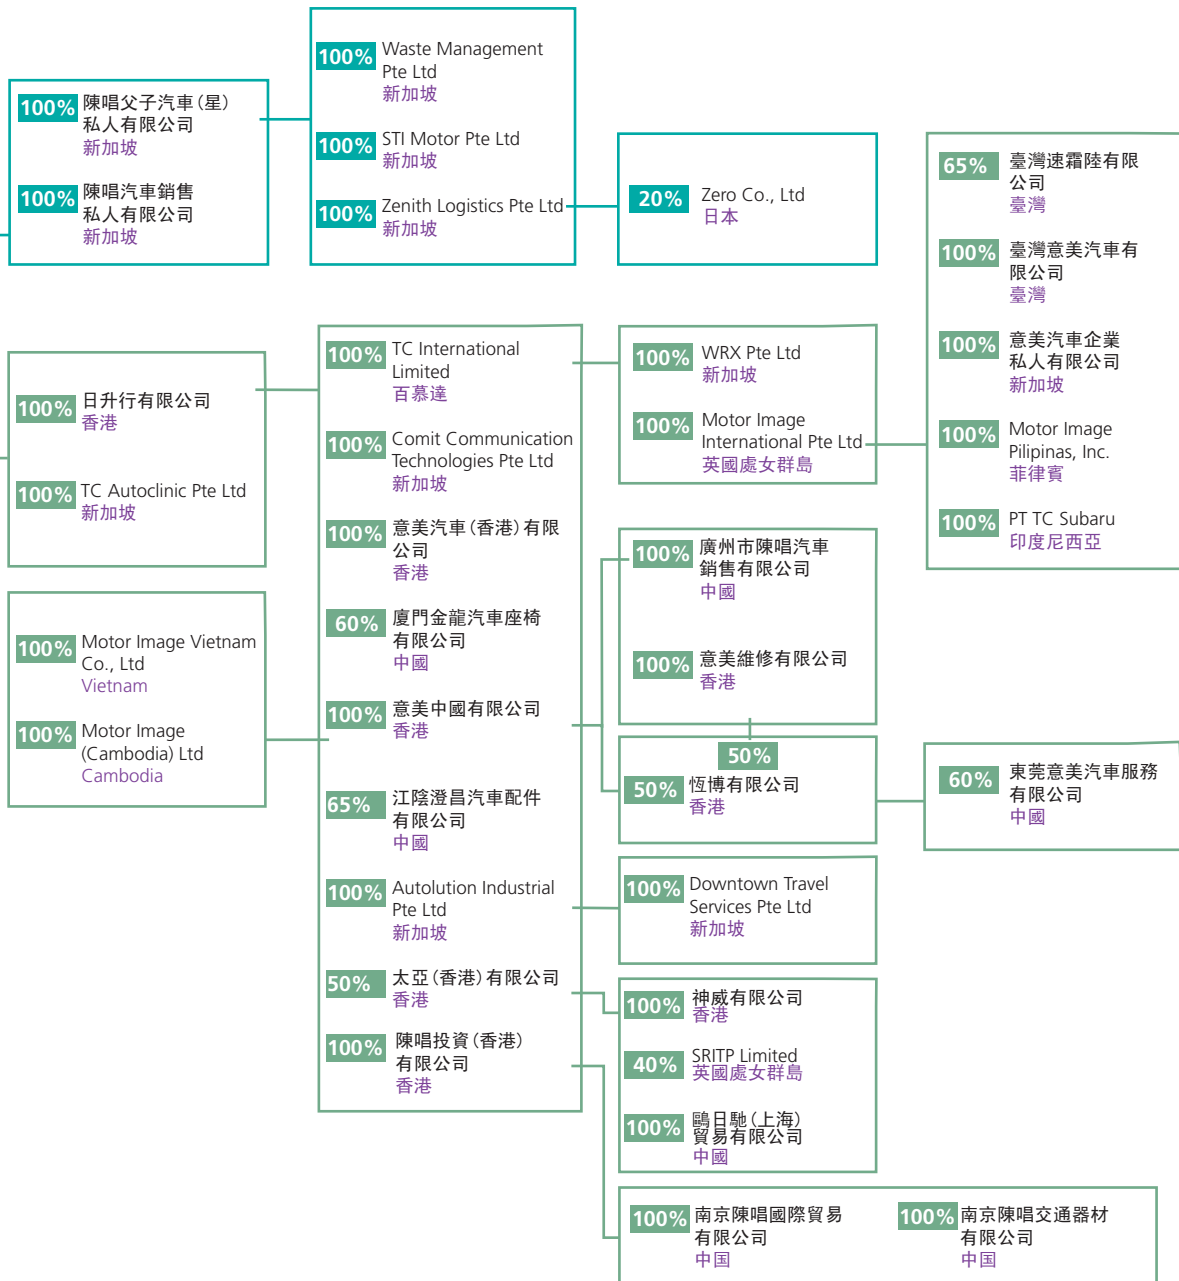 100%
陳唱父子汽車(星)
私人有限公司
新加坡
100%
陳唱汽車銷售
私人有限公司
新加坡
100%
Waste Management
Pte Ltd
新加坡
100%
STI Motor Pte Ltd
新加坡
100%
Zenith Logistics Pte Ltd
新加坡
20%
Zero Co., Ltd
日本
65%
臺灣速霜陸有限
公司
臺灣
100%
臺灣意美汽車有
限公司
臺灣
100%
意美汽車企業
私人有限公司
新加坡
100%
Motor Image
Pilipinas, Inc.
菲律賓
100%
PT TC Subaru
印度尼西亞
100%
日升行有限公司
香港
100%
TC Autoclinic Pte Ltd
新加坡
100%
Motor Image Vietnam
Co., Ltd
Vietnam
100%
Motor Image
(Cambodia) Ltd
Cambodia
100%
TC International
Limited
百慕達
100%
Comit Communication
Technologies Pte Ltd
新加坡
100%
意美汽車(香港)有限
公司
香港
60%
廈門金龍汽車座椅
有限公司
中國
100%
意美中國有限公司
香港
65%
江陰澄昌汽車配件
有限公司
中國
100%
Autolution Industrial
Pte Ltd
新加坡
50%
太亞(香港)有限公司
香港
100%
陳唱投資(香港)
有限公司
香港
100%
WRX Pte Ltd
新加坡
100%
Motor Image
International Pte Ltd
英國處女群島
100%
廣州市陳唱汽車
銷售有限公司
中國
100%
意美維修有限公司
香港
50%
50%
恆博有限公司
香港
60%
東莞意美汽車服務
有限公司
中國
100%
Downtown Travel
Services Pte Ltd
新加坡
100%
神威有限公司
香港
40%
SRITP Limited
英國處女群島
100%
鷗日馳(上海)
貿易有限公司
中國
100%
南京陳唱國際貿易
有限公司
中国
100%
南京陳唱交通器材
有限公司
中国